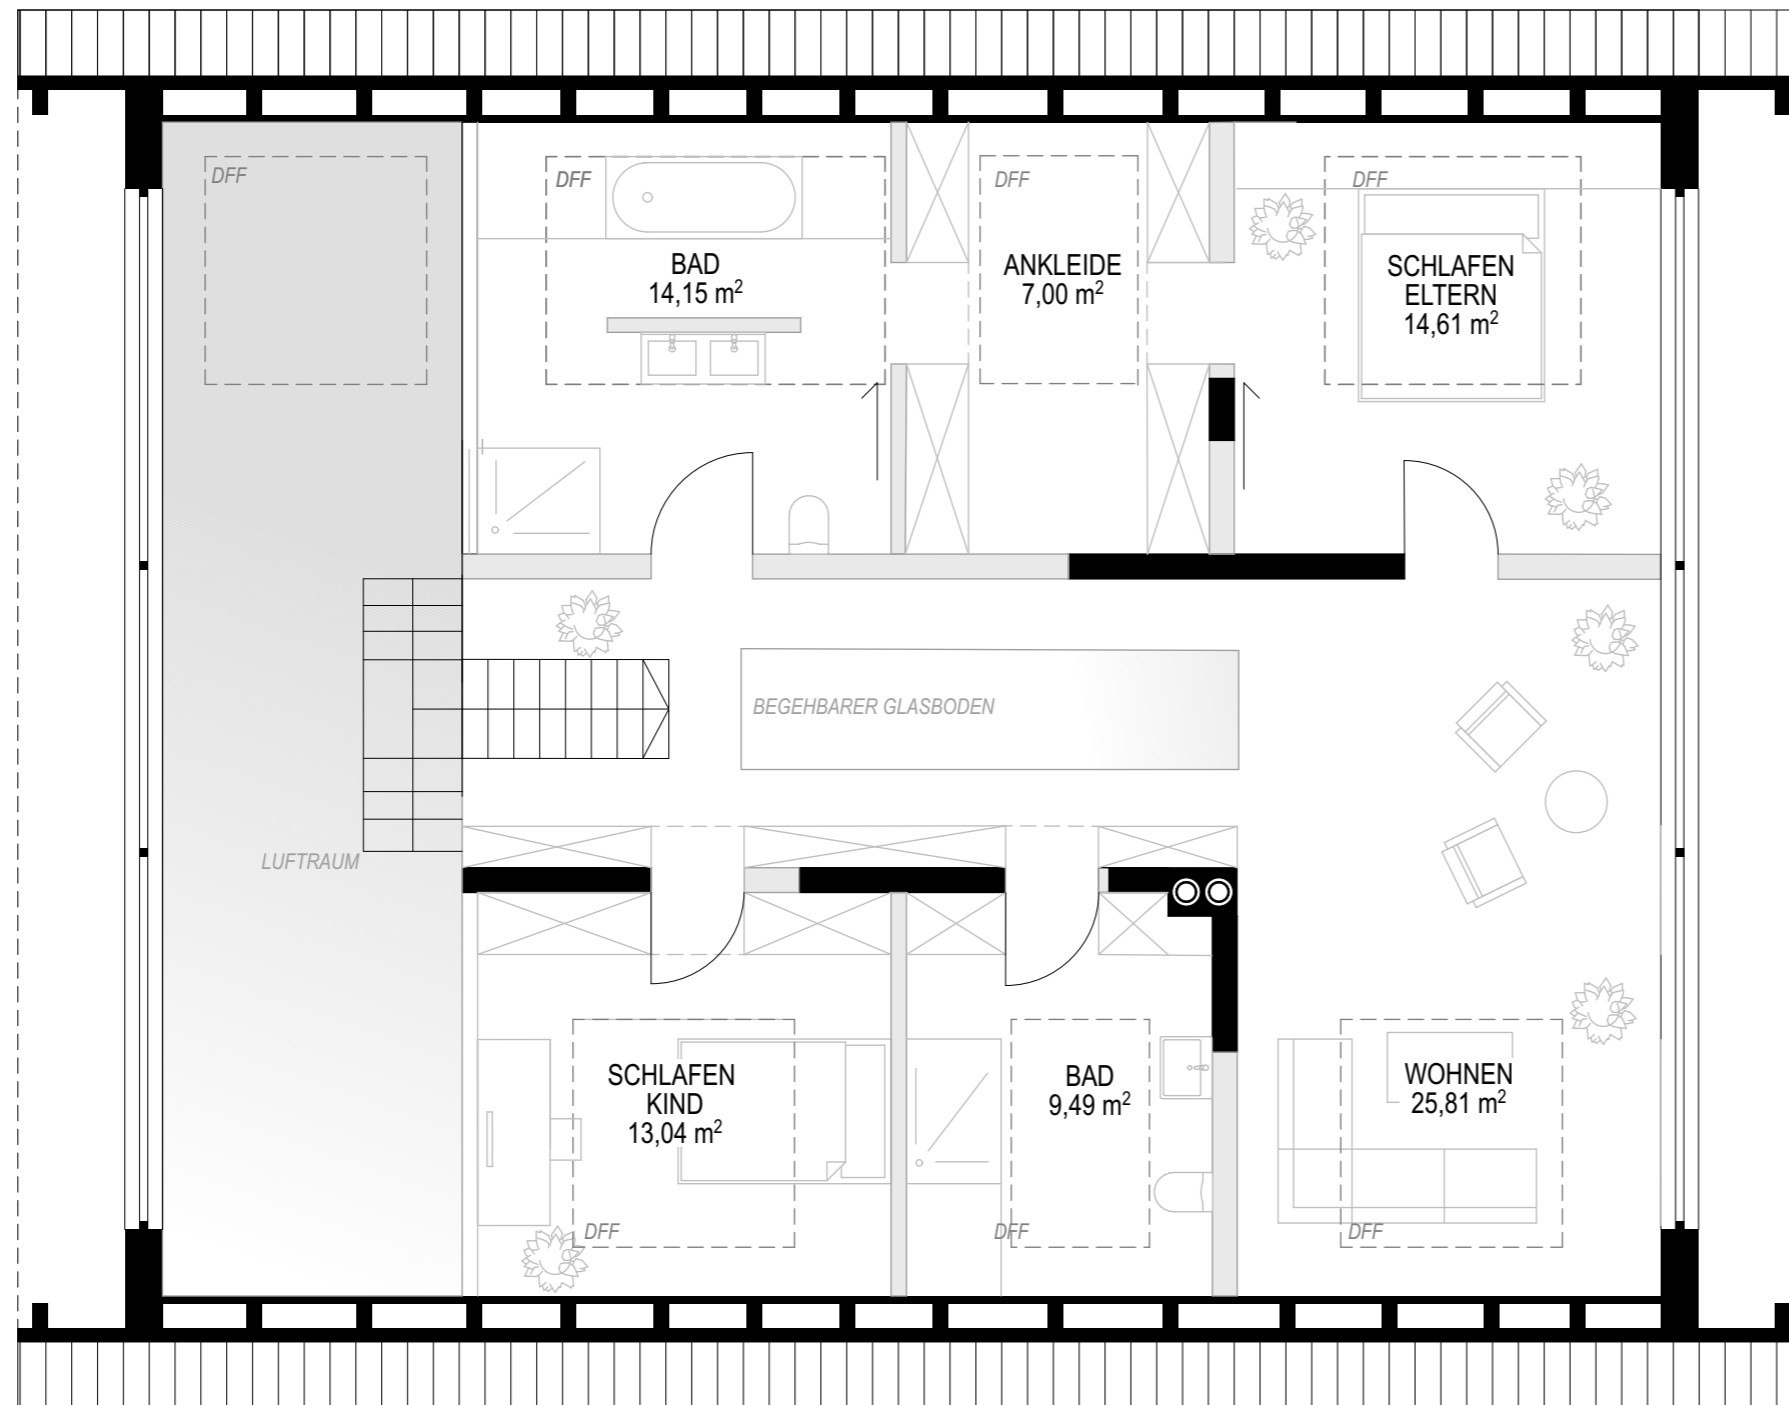 DFF
DFF
DFF
DFF
BAD
14,15 m²
ANKLEIDE
7,00 m²
SCHLAFEN
ELTERN
14,61 m²
BEGEHBARER GLASBODEN
LUFTRAUM
SCHLAFEN
KIND
13,04 m²
BAD
9,49 m²
WOHNEN
25,81 m²
DFF
DFF
DFF